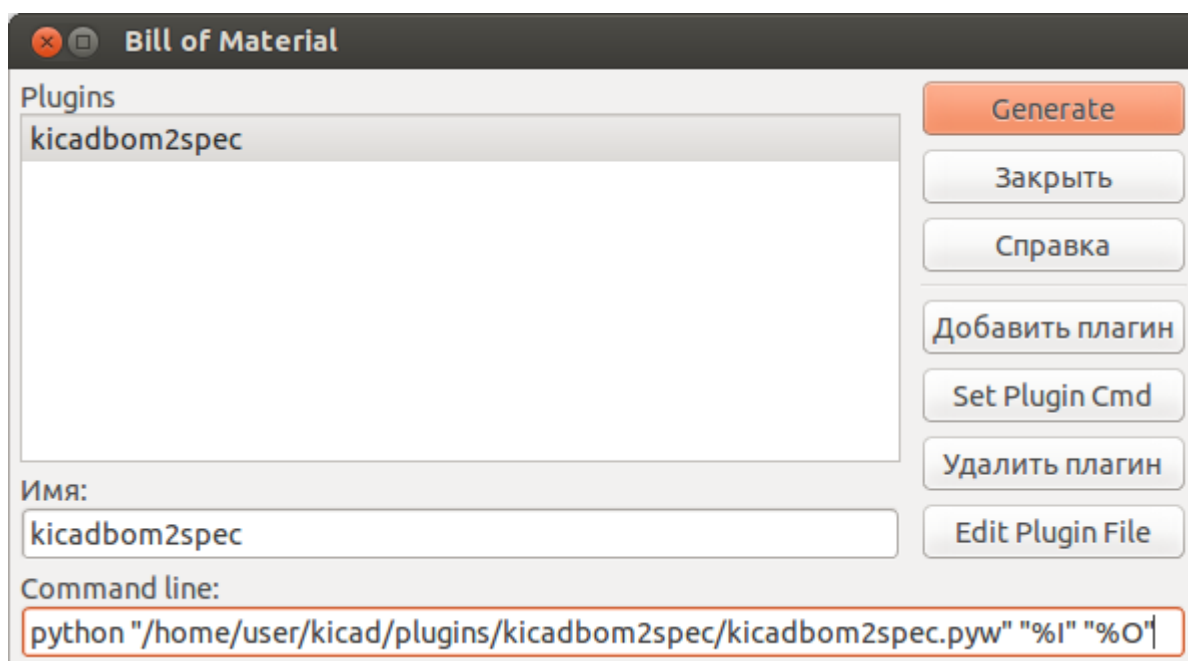 Bill of Material
Plugins
kicadbom2spec
Generate
Закрыть
Справка
Добавить плагин
Set Plugin Cmd
Удалить плагин
Edit Plugin File
Имя:
kicadbom2spec
Command line:
python "/home/user/kicad/plugins/kicadbom2spec/kicadbom2spec.pyw" "%I" "%O"